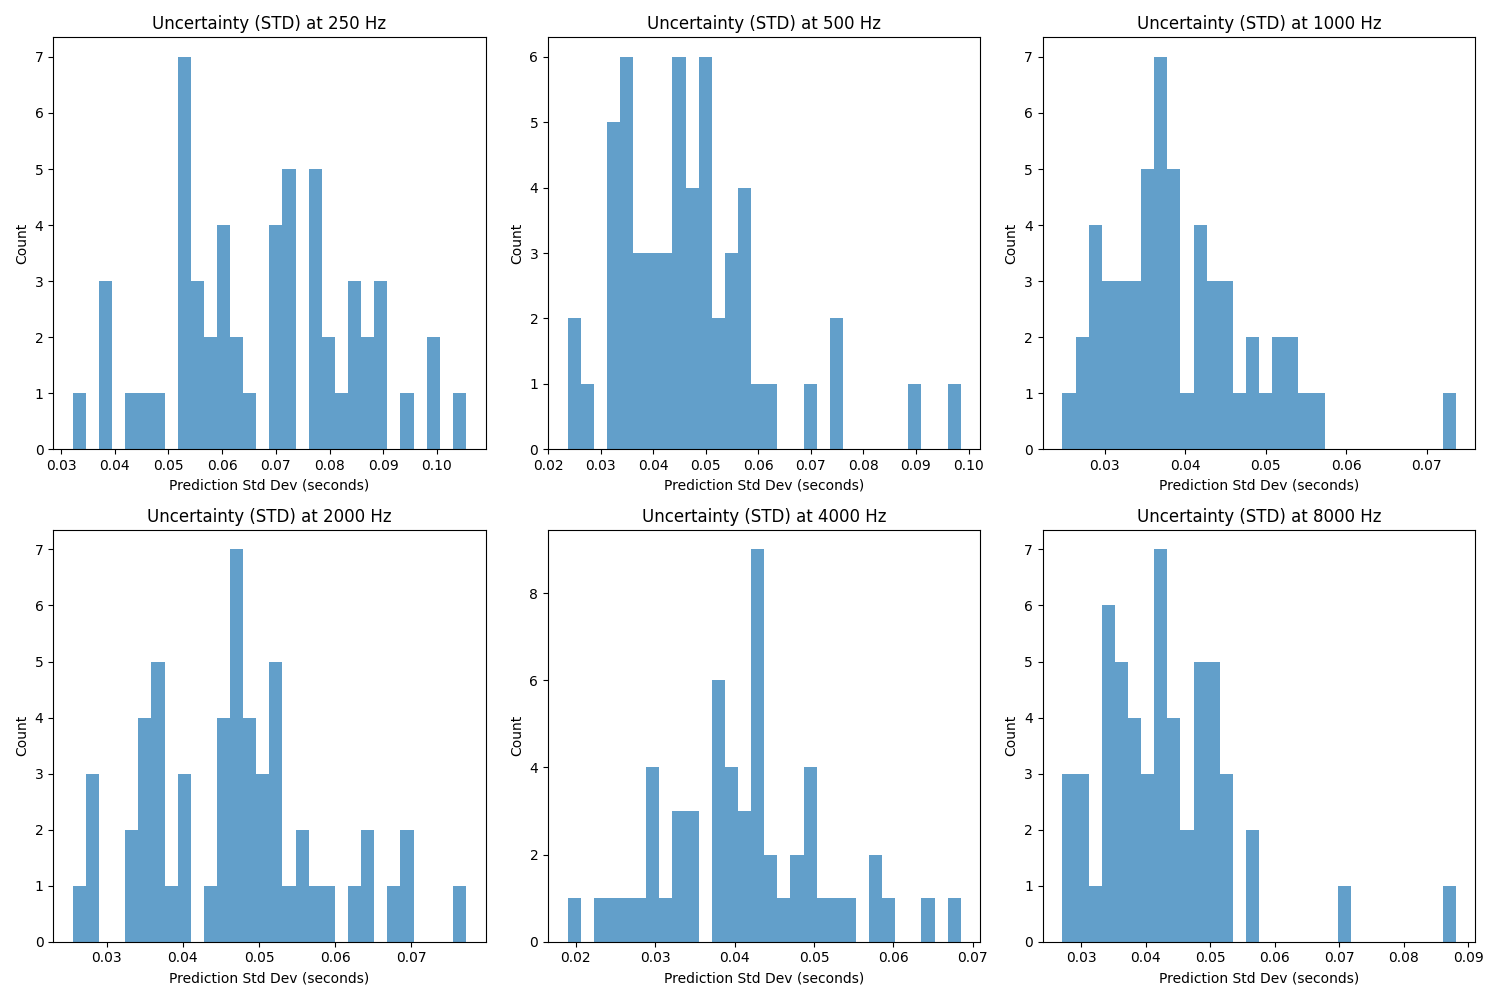 Uncertainty (STD) at 250 Hz
Uncertainty (STD) at 500 Hz
Uncertainty (STD) at 1000 Hz
7
6
5
4
3
2
1
0
Count
0.03 0.04 0.05 0.06 0.07 0.08 0.09 0.10
Prediction Std Dev (seconds)
6
5
4
3
2
1
0
Count
0.02 0.03 0.04 0.05 0.06 0.07 0.08 0.09 0.10
Prediction Std Dev (seconds)
7
6
5
4
3
2
1
0
Count
0.03 0.04 0.05 0.06 0.07
Prediction Std Dev (seconds)
Uncertainty (STD) at 2000 Hz
Uncertainty (STD) at 4000 Hz
Uncertainty (STD) at 8000 Hz
7
6
5
4
3
2
1
0
Count
0.03 0.04 0.05 0.06 0.07
Prediction Std Dev (seconds)
8
6
4
2
0
Count
0.02 0.03 0.04 0.05 0.06 0.07
Prediction Std Dev (seconds)
7
6
5
4
3
2
1
0
Count
0.03 0.04 0.05 0.06 0.07 0.08 0.09
Prediction Std Dev (seconds)